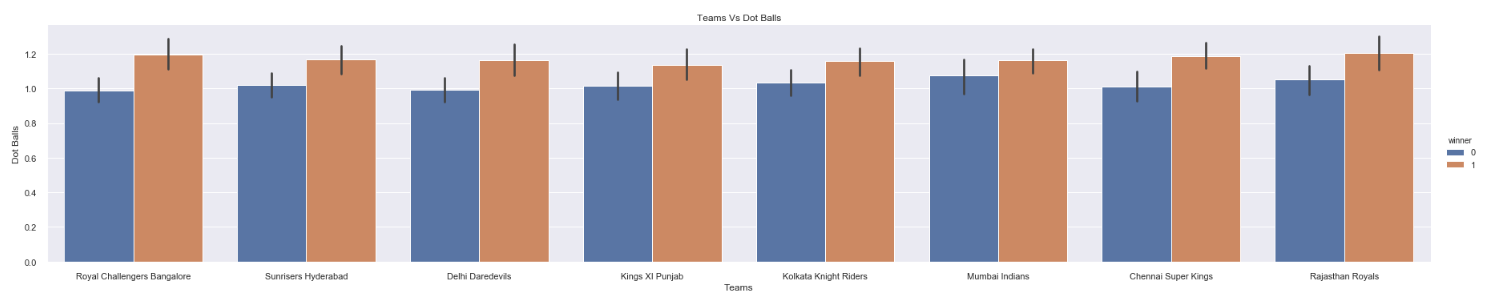 Teams Vs Dot Balls
1.2
1.0
0.8
0.6
0.4
0.2
0.0
Dot Balls
Royal Challengers Bangalore
Sunrisers Hyderabad
Delhi Daredevils
Kings XI Punjab
Kolkata Knight Riders
Mumbai Indians
Chennai Super Kings
Rajasthan Royals
Teams
winner
0
1